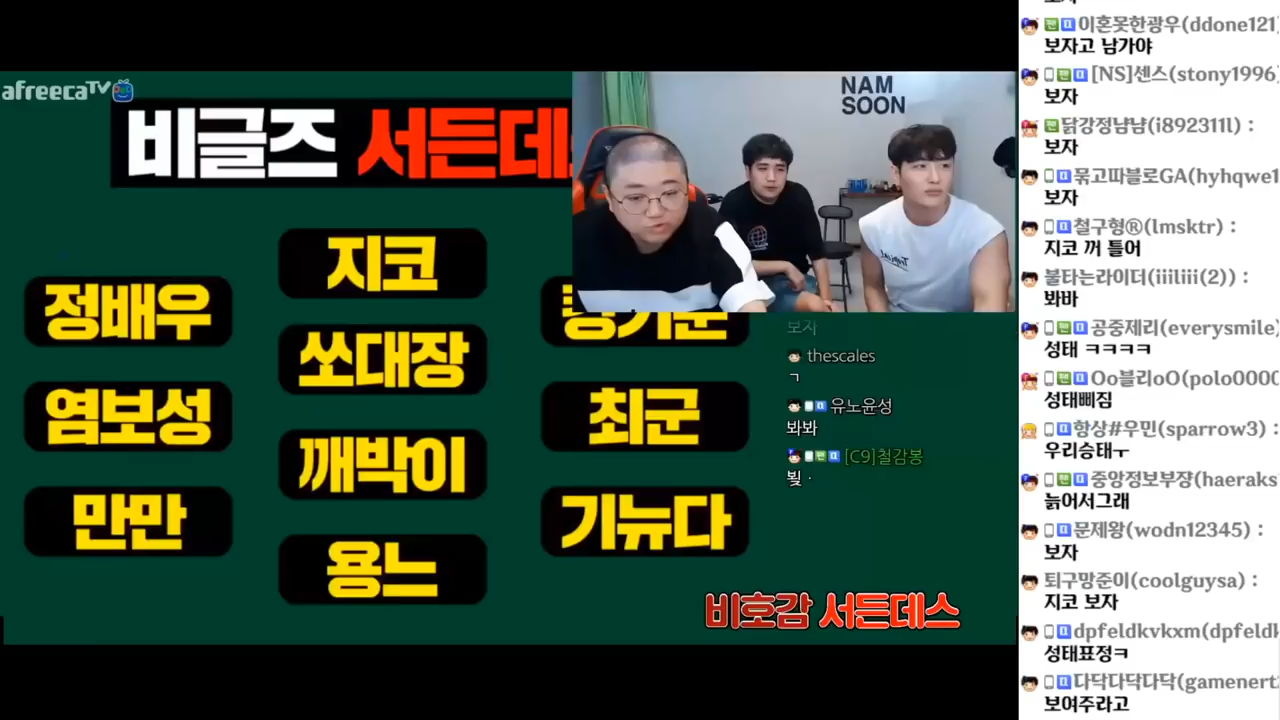 afreecaTV
비글즈 서든데
NAM
SOON
지코
정배우
쏘대장
염보성
최군
깨박이
만만
기뉴다
용느
비호감 서든데스
보자
thescales
ㄱ
유노윤성
봐봐
[C9]철감봉
이혼못한광우(ddone121)
보자고 남가야
[NS]센스(stony1996)
보자
닭강정냠냠(i892311l) :
보자
묶고따블로GA(hyhqwe1
보자
철구형®(lmsktr) :
지코 꺼 틀어
불타는라이더(iiiliii(2)) :
봐바
공중제리(everysmile)
성태 ㅋㅋㅋㅋ
Oo블리oO(polo0000
성태삐짐
항상#우민(sparrow3) :
우리승태ㅜ
중앙정보부쟝(haeraks
늙어서그래
문제왕(wodn12345) :
보자
퇴구망준이(coolguysa) :
지코 보자
dpfeldkvkxm(dpfeldk
성태표정ㅋ
다닥다닥다닥(gamenert2
보여주라고